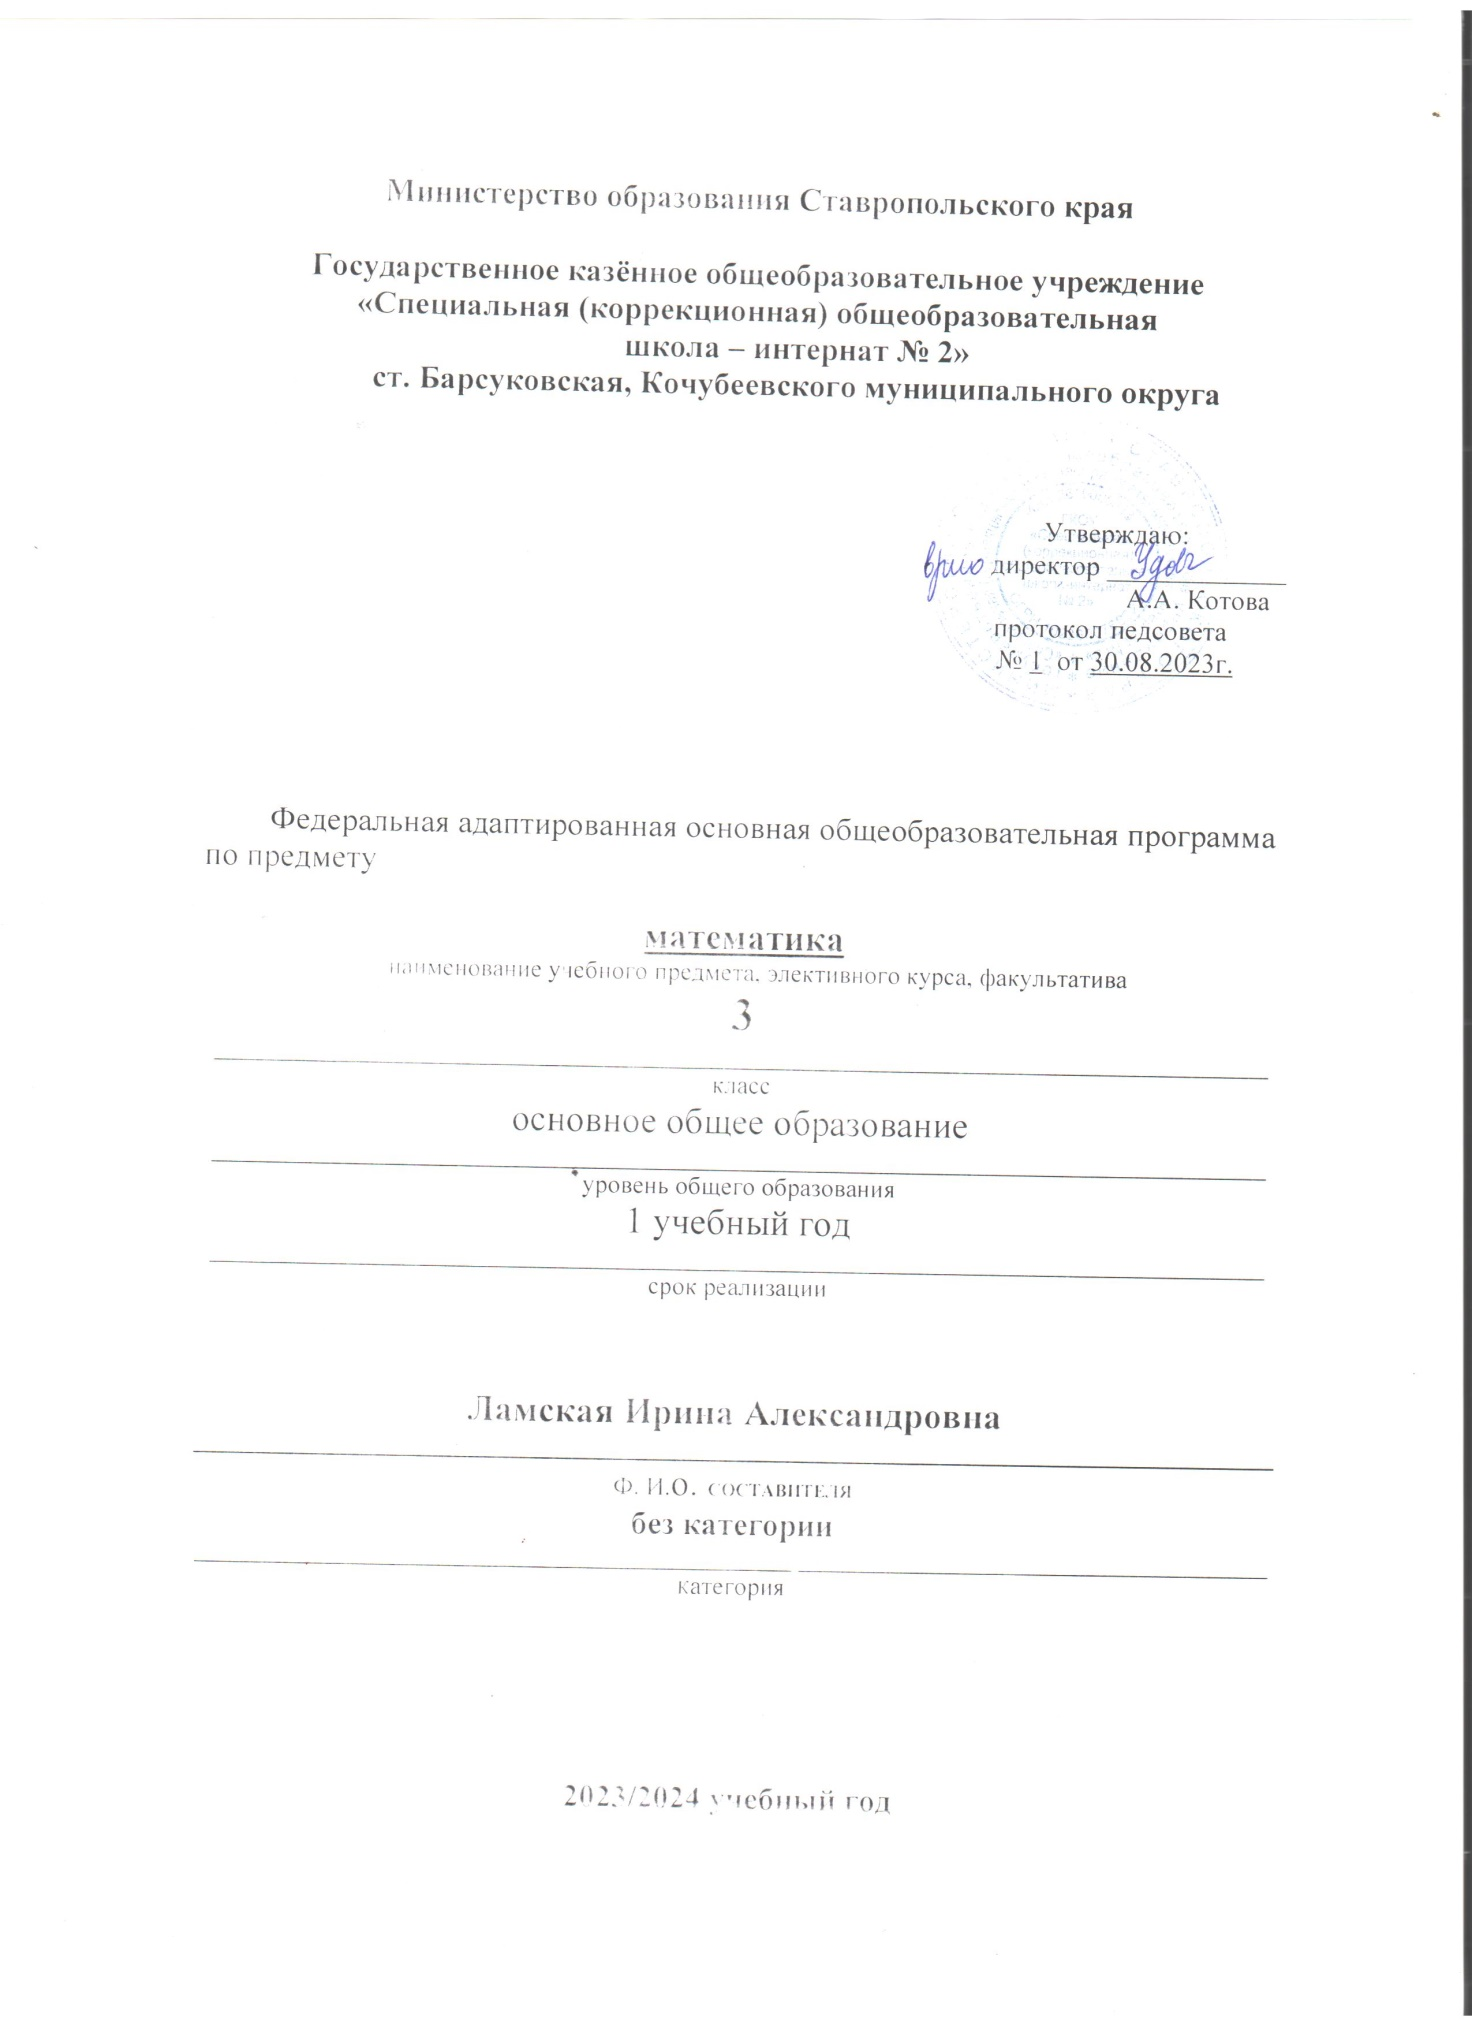 Министерство образования Ставропольского края
Государственное казённое общеобразовательное учреждение
«Специальная (коррекционная) общеобразовательная
школа – интернат № 2»
ст. Барсуковская, Кочубеевского муниципального округа
Утверждаю:
врио директор
А.А. Котова
протокол педсовета
№ 1 от 30.08.2023г.
Федеральная адаптированная основная общеобразовательная программа
по предмету
математика
наименование учебного предмета, элективного курса, факультатива
3
класс
основное общее образование
уровень общего образования
1 учебный год
срок реализации
Ламская Ирина Александровна
Ф. И.О. составителя
без категории
категория
2023/2024 учебный год